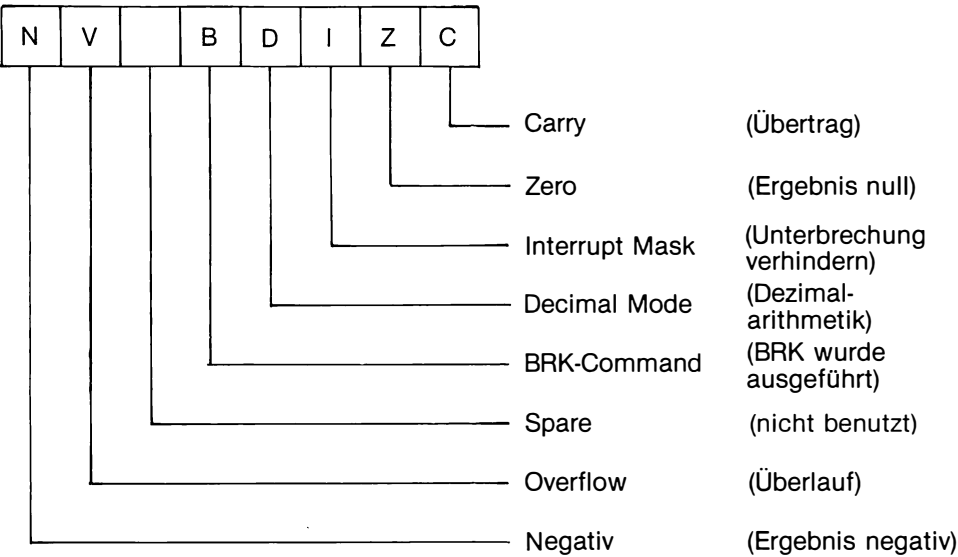 N V B D I Z C
Carry (Übertrag)
Zero (Ergebnis null)
Interrupt Mask (Unterbrechung
verhindern)
Decimal Mode (Dezimal-
arithmetik)
BRK-Command (BRK wurde
ausgeführt)
Spare (nicht benutzt)
Overflow (Überlauf)
Negativ (Ergebnis negativ)